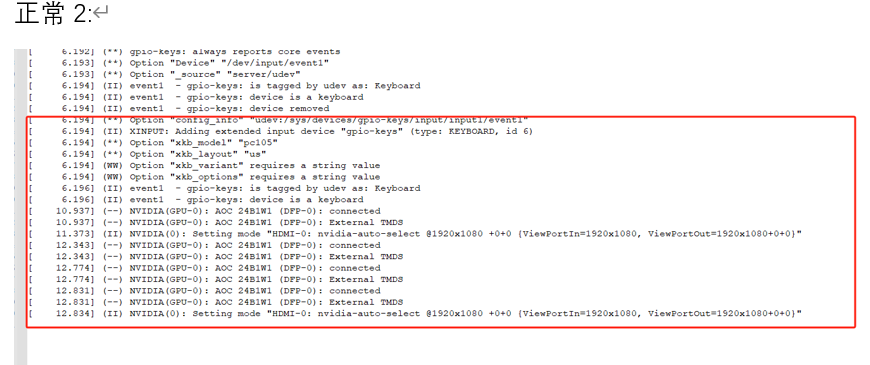 正常 2:↵
[ 6.192] (**) gpio-keys: always reports core events
[ 6.193] (**) Option "Device" "/dev/input/event1"
[ 6.193] (**) Option "_source" "server/udev"
[ 6.194] (II) event1 - gpio-keys: is tagged by udev as: Keyboard
[ 6.194] (II) event1 - gpio-keys: device is a keyboard
[ 6.194] (II) event1 - gpio-keys: device removed
[ 6.194] (**) Option "config_info" "udev:/sys/devices/gpio-keys/input/input1/event1"
[ 6.194] (II) XINPUT: Adding extended input device "gpio-keys" (type: KEYBOARD, id 6)
[ 6.194] (**) Option "xkb_model" "pc105"
[ 6.194] (**) Option "xkb_layout" "us"
[ 6.194] (WW) Option "xkb_variant" requires a string value
[ 6.194] (WW) Option "xkb_options" requires a string value
[ 6.196] (II) event1 - gpio-keys: is tagged by udev as: Keyboard
[ 6.196] (II) event1 - gpio-keys: device is a keyboard
[ 10.937] (--) NVIDIA(GPU-0): AOC 24B1W1 (DFP-0): connected
[ 10.937] (--) NVIDIA(GPU-0): AOC 24B1W1 (DFP-0): External TMDS
[ 11.373] (II) NVIDIA(0): Setting mode "HDMI-0: nvidia-auto-select @1920x1080 +0+0 {ViewPortIn=1920x1080, ViewPortOut=1920x1080+0+0}"
[ 12.343] (--) NVIDIA(GPU-0): AOC 24B1W1 (DFP-0): connected
[ 12.343] (--) NVIDIA(GPU-0): AOC 24B1W1 (DFP-0): External TMDS
[ 12.774] (--) NVIDIA(GPU-0): AOC 24B1W1 (DFP-0): connected
[ 12.774] (--) NVIDIA(GPU-0): AOC 24B1W1 (DFP-0): External TMDS
[ 12.831] (--) NVIDIA(GPU-0): AOC 24B1W1 (DFP-0): connected
[ 12.831] (--) NVIDIA(GPU-0): AOC 24B1W1 (DFP-0): External TMDS
[ 12.834] (II) NVIDIA(0): Setting mode "HDMI-0: nvidia-auto-select @1920x1080 +0+0 {ViewPortIn=1920x1080, ViewPortOut=1920x1080+0+0}"